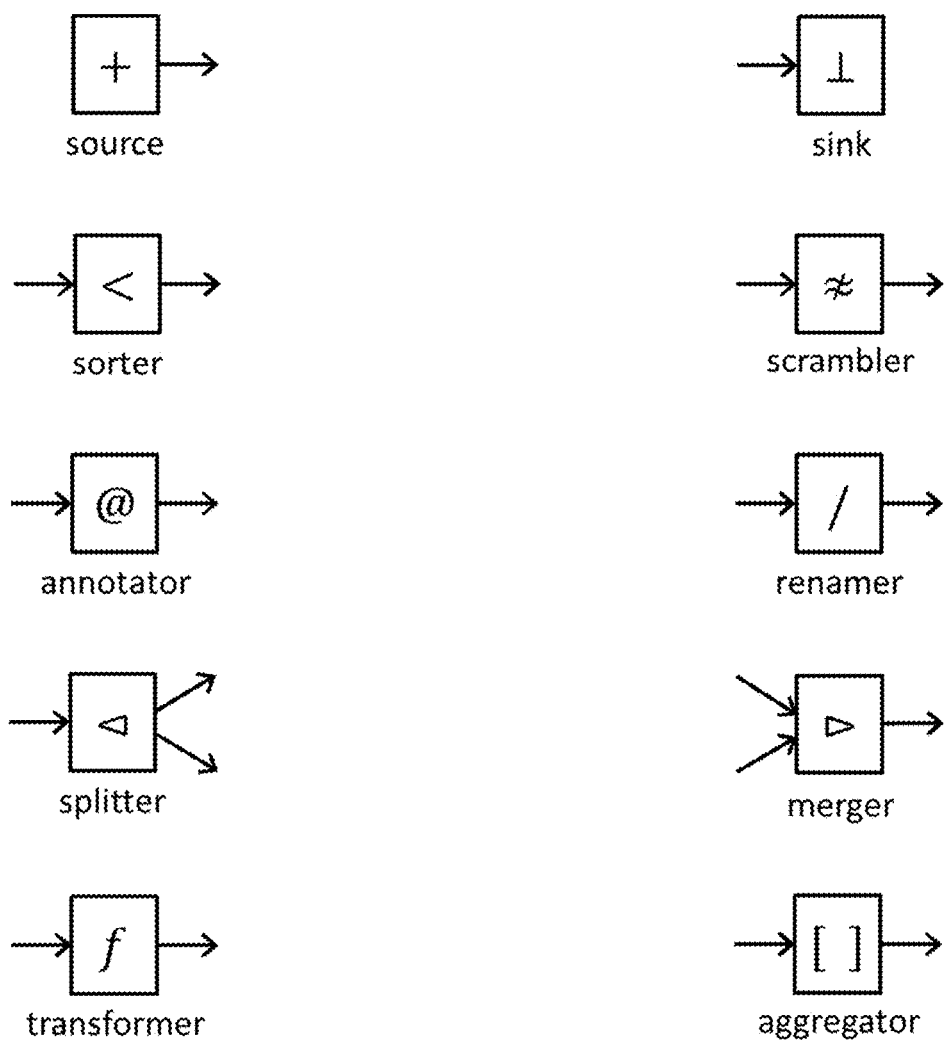 + ⊥
source sink
< ≉
sorter scrambler
@ /
annotator renamer
⊲ ⊳
splitter merger
f [ ]
transformer aggregator